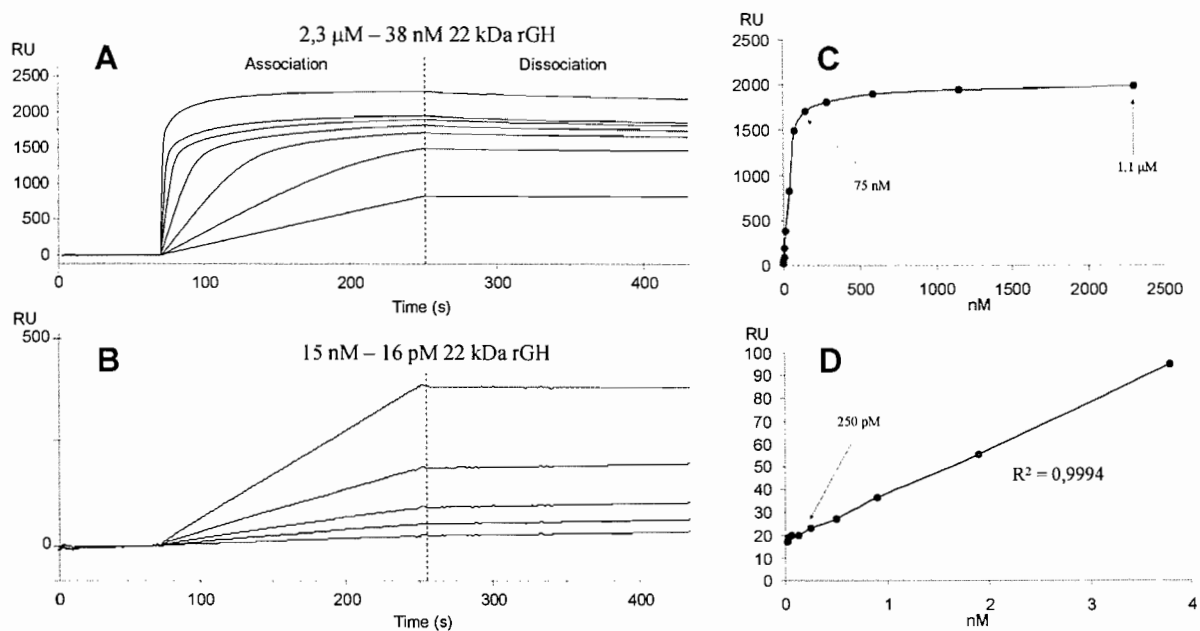 A
2,3 µM – 38 nM 22 kDa rGH
RU
Association
Dissociation
2500
2000
1500
1000
500
0
0
100
200
300
400
Time (s)
B
15 nM – 16 pM 22 kDa rGH
RU
500
0
0
100
200
300
400
Time (s)
C
RU
2500
2000
1500
1000
500
0
75 nM
1.1 µM
0
500
1000
1500
2000
2500
nM
D
RU
100
90
80
70
60
50
40
30
20
10
0
250 pM
R² = 0,9994
0
1
2
3
4
nM